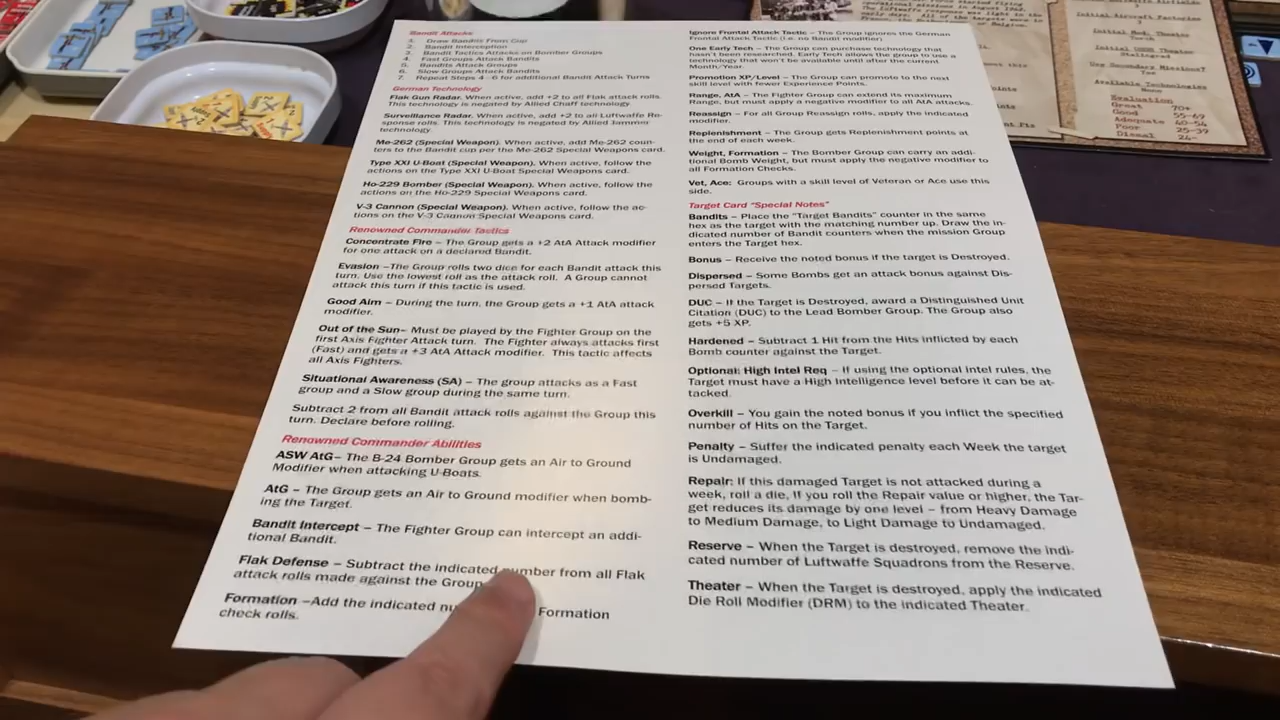 Bandit Attacks
1. Draw Bandits From Cup
2. Bandit Interception
3. Bandit Tactics Attacks on Bomber Groups
4. Fast Groups Attack Bandits
5. Bandits Attack Groups
6. Slow Groups Attack Bandits
7. Repeat Steps 4 - 6 for additional Bandit Attack Turns
German Technology
Flak Gun Radar. When active, add +2 to all Flak attack rolls.
This technology is negated by Allied Chaff technology.
Surveillance Radar. When active, add +2 to all Luftwaffe Re-
sponse rolls. This technology is negated by Allied Jammer
technology.
Me-262 (Special Weapon). When active, add Me-262 coun-
ters to the Bandit cup per the Me-262 Special Weapons card.
Type XXI U-Boat (Special Weapon). When active, follow the
actions on the Type XXI U-Boat Special Weapons card.
Ho-229 Bomber (Special Weapon). When active, follow the
actions on the Ho-229 Special Weapons card.
V-3 Cannon (Special Weapon). When active, follow the ac-
tions on the V-3 Cannon Special Weapons card.
Renowned Commander Tactics
Concentrate Fire – The Group gets a +2 AtA Attack modifier
for one attack on a declared Bandit.
Evasion –The Group rolls two dice for each Bandit attack this
turn. Use the lowest roll as the attack roll. A Group cannot
attack this turn if this tactic is used.
Good Aim – During the turn, the Group gets a +1 AtA attack
modifier.
Out of the Sun– Must be played by the Fighter Group on the
first Axis Fighter Attack turn. The Fighter always attacks first
(Fast) and gets a +3 AtA Attack modifier. This tactic affects
all Axis Fighters.
Situational Awareness (SA) – The group attacks as a Fast
group and a Slow group during the same turn.
Subtract 2 from all Bandit attack rolls against the Group this
turn. Declare before rolling.
Renowned Commander Abilities
ASW AtG– The B-24 Bomber Group gets an Air to Ground
Modifier when attacking U-Boats.
AtG – The Group gets an Air to Ground modifier when bomb-
ing the Target.
Bandit Intercept – The Fighter Group can intercept an addi-
tional Bandit.
Flak Defense – Subtract the indicated number from all Flak
attack rolls made against the Group
Formation –Add the indicated Formation
check rolls.
Ignore Frontal Attack Tactic – The Group ignores the German
Frontal Attack Tactic (i.e. no Bandit modifier).
One Early Tech – The Group can purchase technology that
hasn't been researched. Early Tech allows the group to use a
technology that won't be available until after the current
Month/Year.
Promotion XP/Level – The Group can promote to the next
skill level with fewer Experience Points.
Range, AtA – The Fighter Group can extend its maximum
Range, but must apply a negative modifier to all AtA attacks.
Reassign – For all Group Reassign rolls, apply the indicated
modifier.
Replenishment – The Group gets Replenishment points at
the end of each week.
Weight, Formation – The Bomber Group can carry an addi-
tional Bomb Weight, but must apply the negative modifier to
all Formation Checks.
Vet, Ace: Groups with a skill level of Veteran or Ace use this
side.
Target Card "Special Notes"
Bandits – Place the "Target Bandits" counter in the same
hex as the target with the matching number up. Draw the in-
dicated number of Bandit counters when the mission Group
enters the Target hex.
Bonus – Receive the noted bonus if the target is Destroyed.
Dispersed – Some Bombs get an attack bonus against Dis-
persed Targets.
DUC – If the Target is Destroyed, award a Distinguished Unit
Citation (DUC) to the Lead Bomber Group. The Group also
gets +5 XP.
Hardened – Subtract 1 Hit from the Hits inflicted by each
Bomb counter against the Target.
Optional: High Intel Req – If using the optional Intel rules, the
Target must have a High Intelligence level before it can be at-
tacked.
Overkill – You gain the noted bonus if you inflict the specified
number of Hits on the Target.
Penalty – Suffer the indicated penalty each Week the target
is Undamaged.
Repair: If this damaged Target is not attacked during a
week, roll a die, If you roll the Repair value or higher, the Tar-
get reduces its damage by one level – from Heavy Damage
to Medium Damage, to Light Damage to Undamaged.
Reserve – When the Target is destroyed, remove the indi-
cated number of Luftwaffe Squadrons from the Reserve.
Theater – When the Target is destroyed, apply the indicated
Die Roll Modifier (DRM) to the indicated Theater.
Initial Aircraft Factories
Initial Med. Theater
Initial USSR Theater
Stalingrad
Use Secondary Missions?
Yes
Available Technologies
None
Evaluation
Great 70+
Good 55-69
Adequate 40-54
Poor 25-39
Dismal 24-